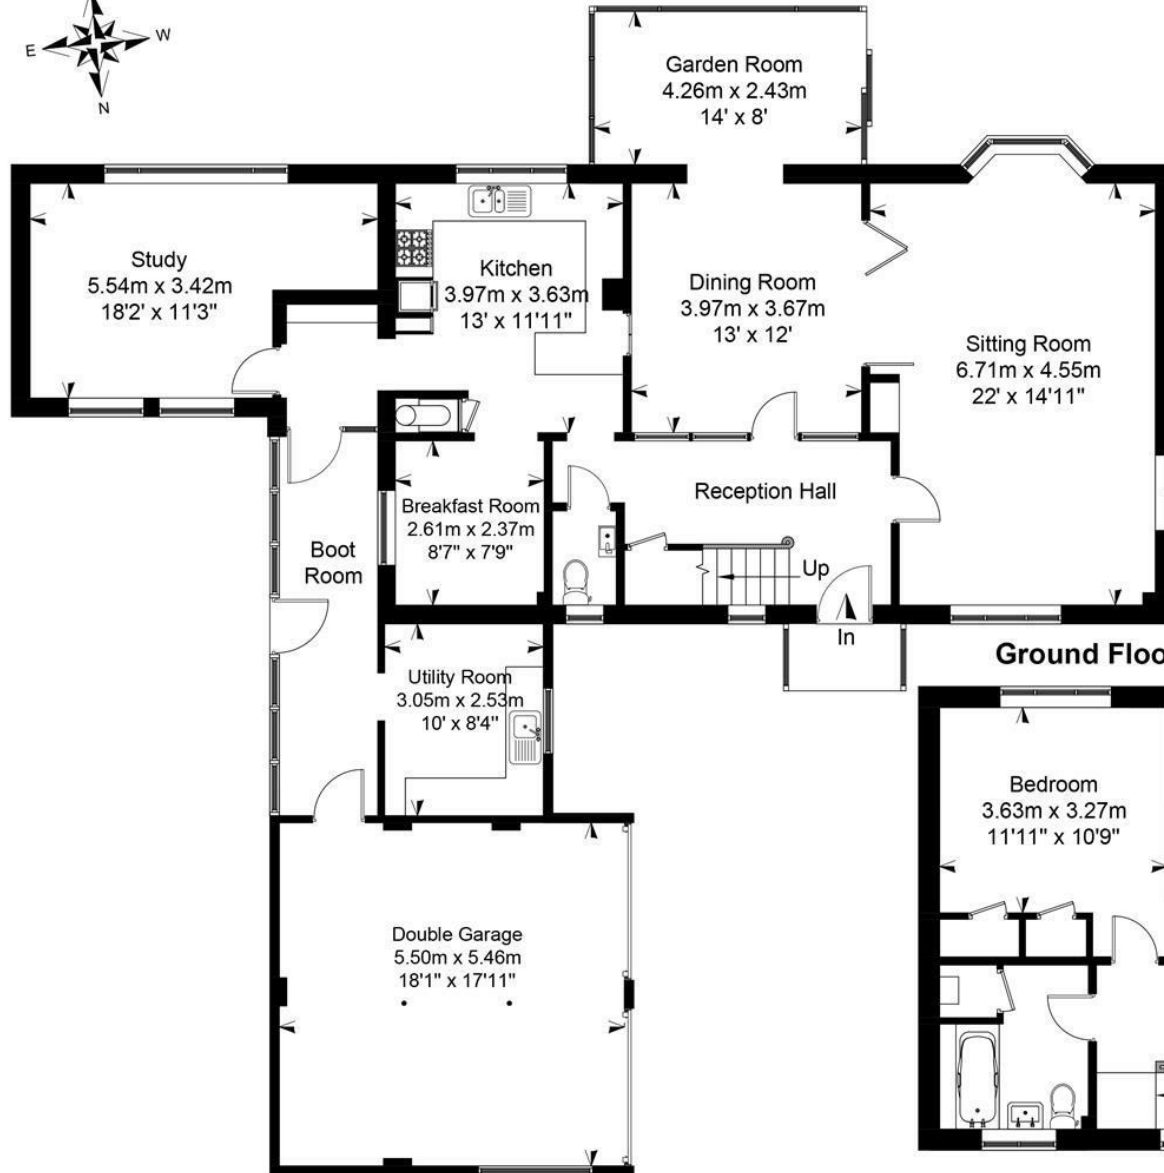 E
W
N
Garden Room
4.26m x 2.43m
14' x 8'
Study
5.54m x 3.42m
18'2' x 11'3"
Kitchen
3.97m x 3.63m
13' x 11'11"
Dining Room
3.97m x 3.67m
13' x 12'
Sitting Room
6.71m x 4.55m
22' x 14'11"
Breakfast Room
2.61m x 2.37m
8'7" x 7'9"
Reception Hall
Boot
Room
Up
In
Utility Room
3.05m x 2.53m
10' x 8'4"
Ground Floo
Bedroom
3.63m x 3.27m
11'11" x 10'9"
Double Garage
5.50m x 5.46m
18'1" x 17'11"